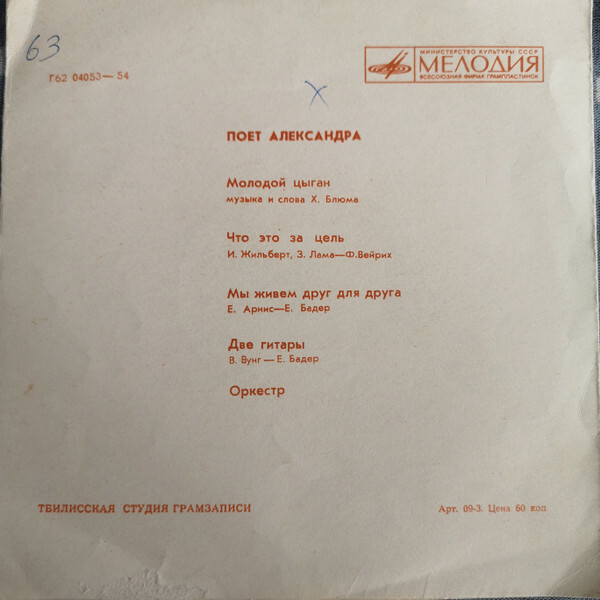 63
Г62 04053—54
МИНИСТЕРСТВО КУЛЬТУРЫ СССР
МЕЛОДИЯ
ВСЕСОЮЗНАЯ ФИРМА ГРАМПЛАСТИНОК
X
ПОЕТ АЛЕКСАНДРА
Молодой цыган
музыка и слова Х. Блюма
Что это за цель
И. Жильберт, З. Лама—Ф.Вейрих
Мы живем друг для друга
Е. Арнис—Е. Бадер
Две гитары
В. Вунг — Е. Бадер
Оркестр
ТБИЛИССКАЯ СТУДИЯ ГРАМЗАПИСИ
Арт. 09-3. Цена 60 коп